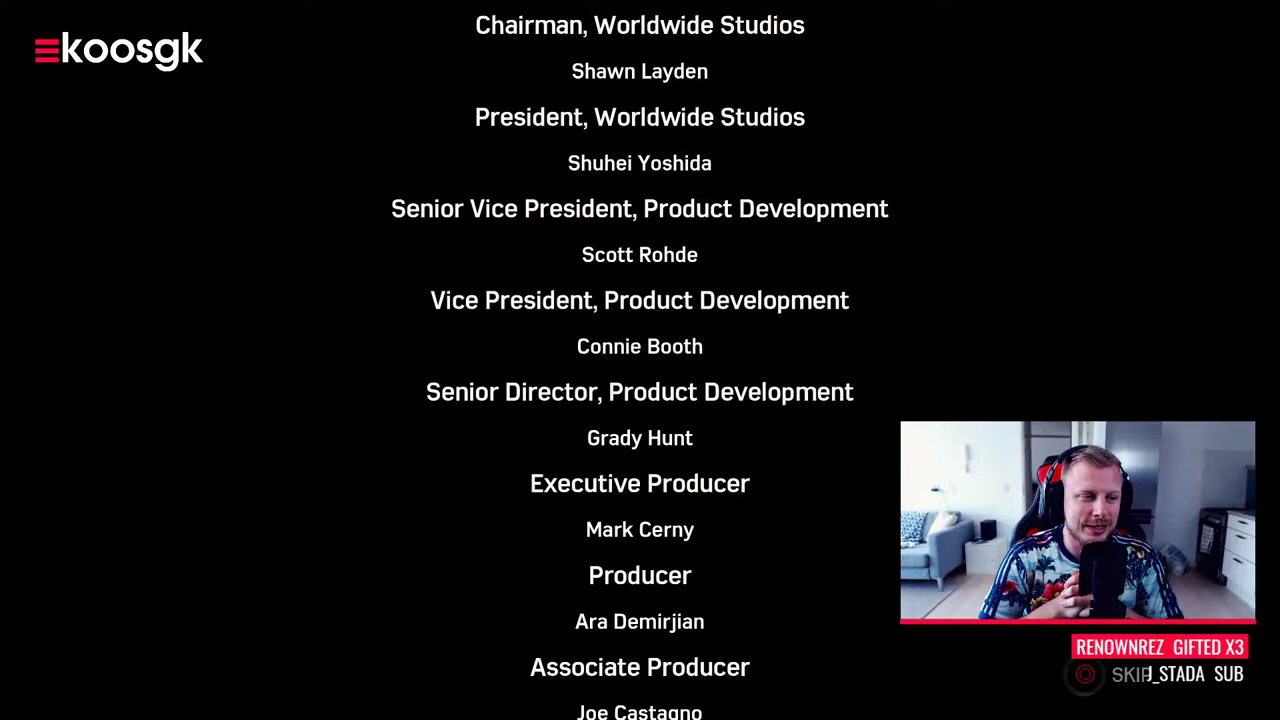 koosgk
Chairman, Worldwide Studios
Shawn Layden
President, Worldwide Studios
Shuhei Yoshida
Senior Vice President, Product Development
Scott Rohde
Vice President, Product Development
Connie Booth
Senior Director, Product Development
Grady Hunt
Executive Producer
Mark Cerny
Producer
Ara Demirjian
Associate Producer
Joe Castagno
RENOWNREZ GIFTED X3
SKIP
J_STADA SUB